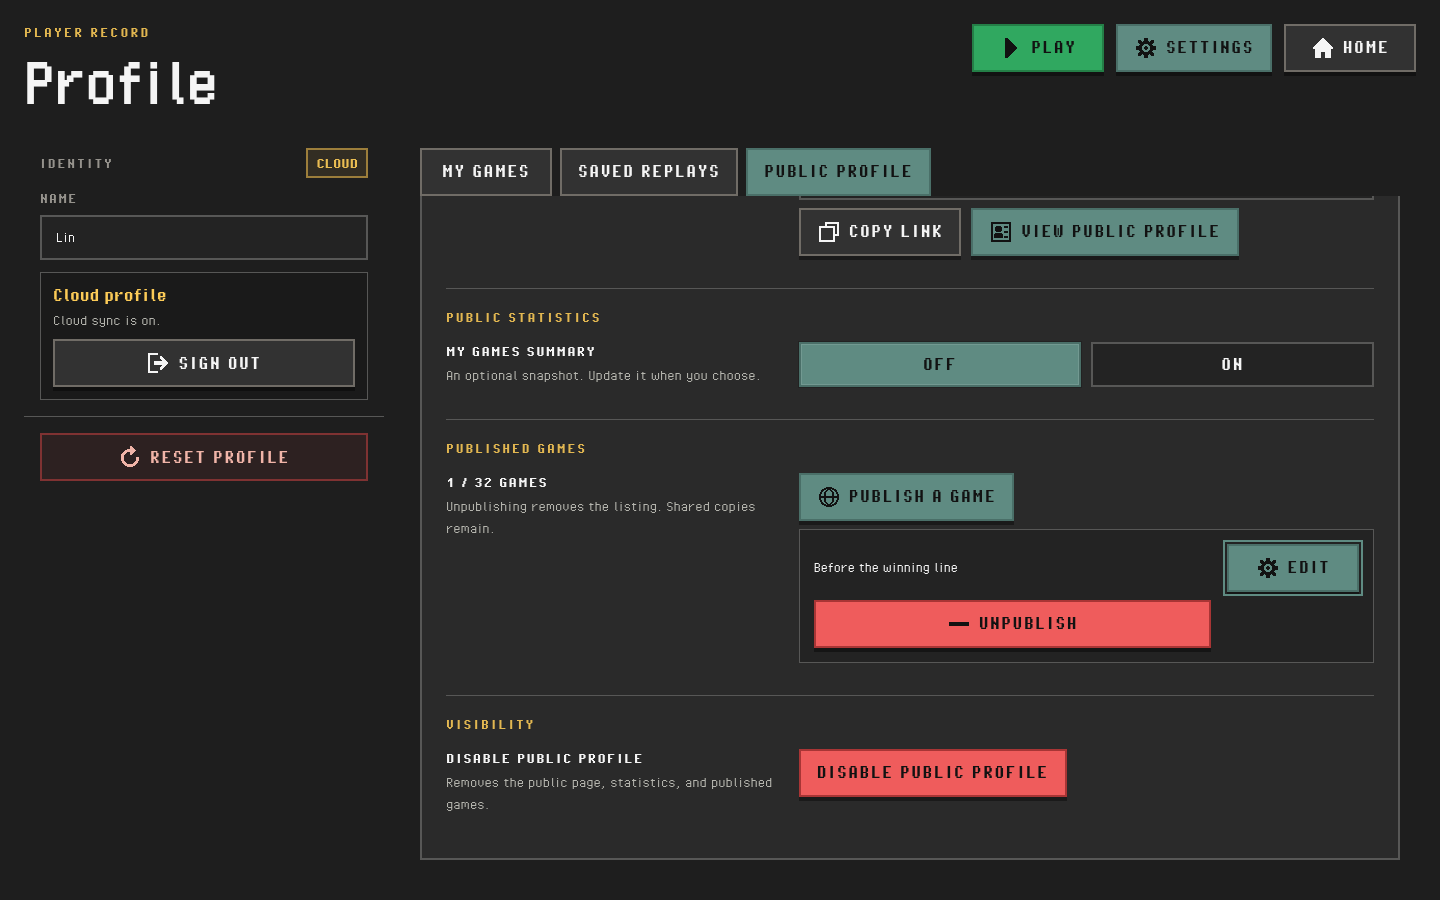 PLAYER RECORD
Profile
PLAY
SETTINGS
HOME
IDENTITY
CLOUD
NAME
Lin
Cloud profile
Cloud sync is on.
SIGN OUT
RESET PROFILE
MY GAMES
SAVED REPLAYS
PUBLIC PROFILE
COPY LINK
VIEW PUBLIC PROFILE
PUBLIC STATISTICS
MY GAMES SUMMARY
An optional snapshot. Update it when you choose.
OFF
ON
PUBLISHED GAMES
1 / 32 GAMES
Unpublishing removes the listing. Shared copies
remain.
PUBLISH A GAME
Before the winning line
EDIT
UNPUBLISH
VISIBILITY
DISABLE PUBLIC PROFILE
Removes the public page, statistics, and published
games.
DISABLE PUBLIC PROFILE